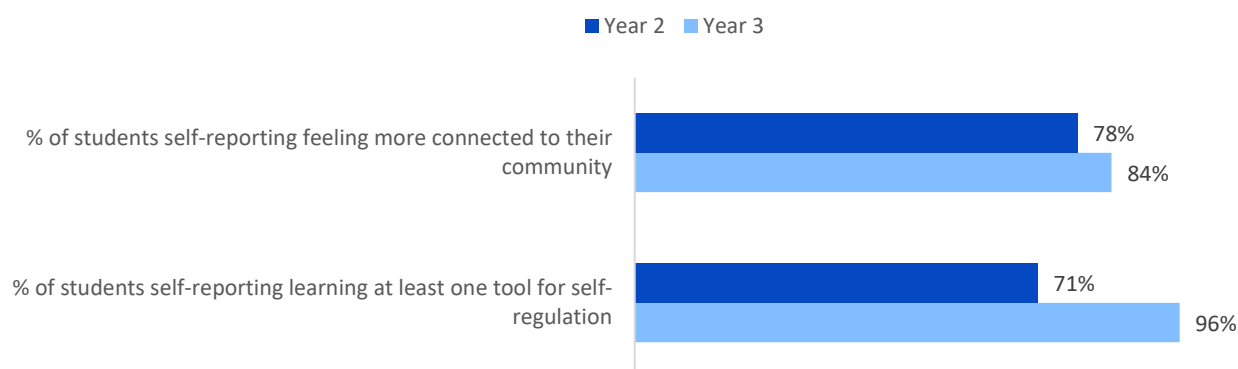 Year 2 Year 3
% of students self-reporting feeling more connected to their
community
78%
84%
% of students self-reporting learning at least one tool for self-
regulation
71%
96%